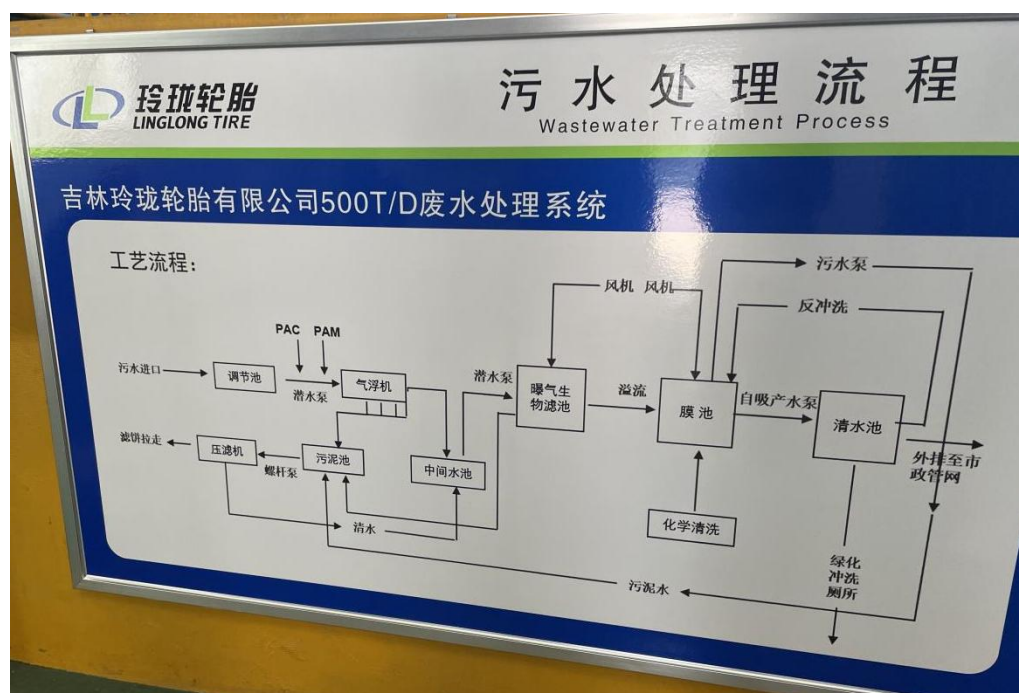 玲珑轮胎
LINGLONG TIRE
污水处理流程
Wastewater Treatment Process
吉林玲珑轮胎有限公司500T/D废水处理系统
工艺流程：
污水泵
风机 风机
反冲洗
PAC PAM
污水进口
调节池
潜水泵
气浮机
潜水泵
曝气生
物滤池
溢流
膜池
自吸产水泵
清水池
外排至市
政管网
滤饼拉走
压滤机
螺杆泵
污泥池
中间水池
清水
化学清洗
绿化
冲洗
厕所
污泥水